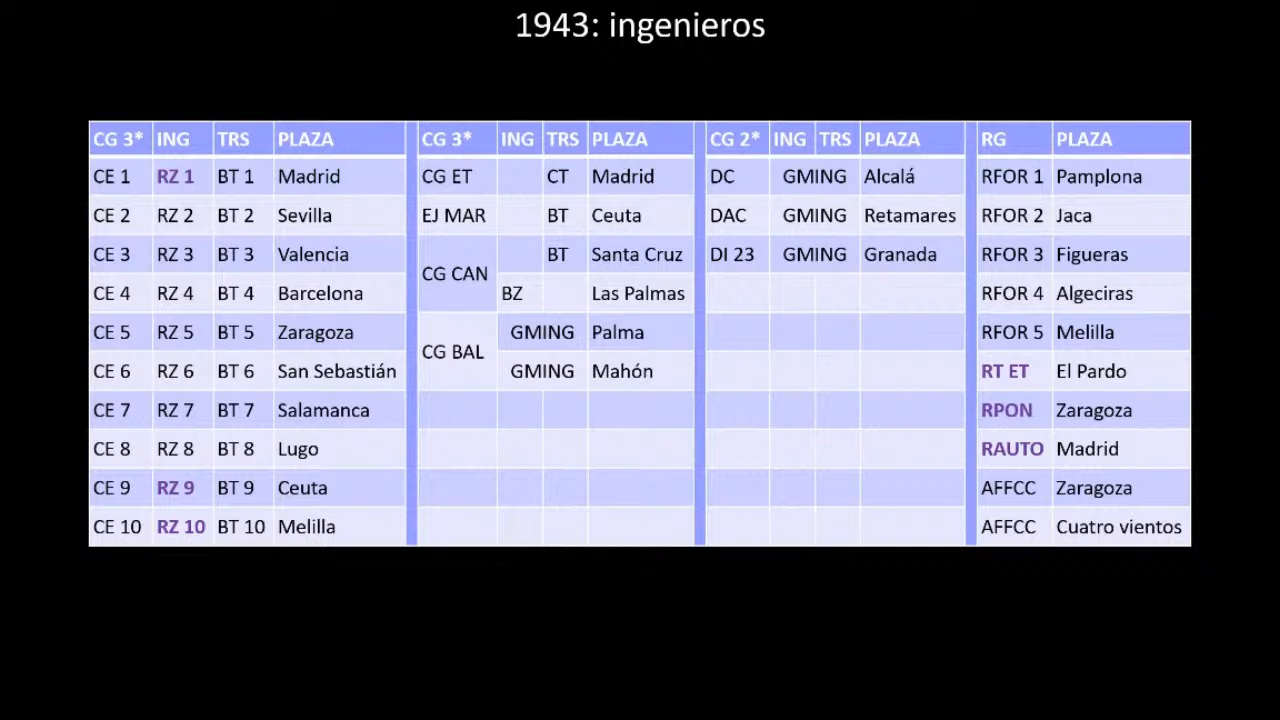 1943: ingenieros
CG 3* ING TRS PLAZA CG 3* ING TRS PLAZA CG 2* ING TRS PLAZA RG PLAZA
CE 1 RZ 1 BT 1 Madrid CG ET CT Madrid DC GMING Alcalá RFOR 1 Pamplona
CE 2 RZ 2 BT 2 Sevilla EJ MAR BT Ceuta DAC GMING Retamares RFOR 2 Jaca
CE 3 RZ 3 BT 3 Valencia CG CAN BT Santa Cruz DI 23 GMING Granada RFOR 3 Figueras
CE 4 RZ 4 BT 4 Barcelona BZ Las Palmas RFOR 4 Algeciras
CE 5 RZ 5 BT 5 Zaragoza CG BAL GMING Palma RFOR 5 Melilla
CE 6 RZ 6 BT 6 San Sebastián GMING Mahón RT ET El Pardo
CE 7 RZ 7 BT 7 Salamanca RPON Zaragoza
CE 8 RZ 8 BT 8 Lugo RAUTO Madrid
CE 9 RZ 9 BT 9 Ceuta AFFCC Zaragoza
CE 10 RZ 10 BT 10 Melilla AFFCC Cuatro vientos